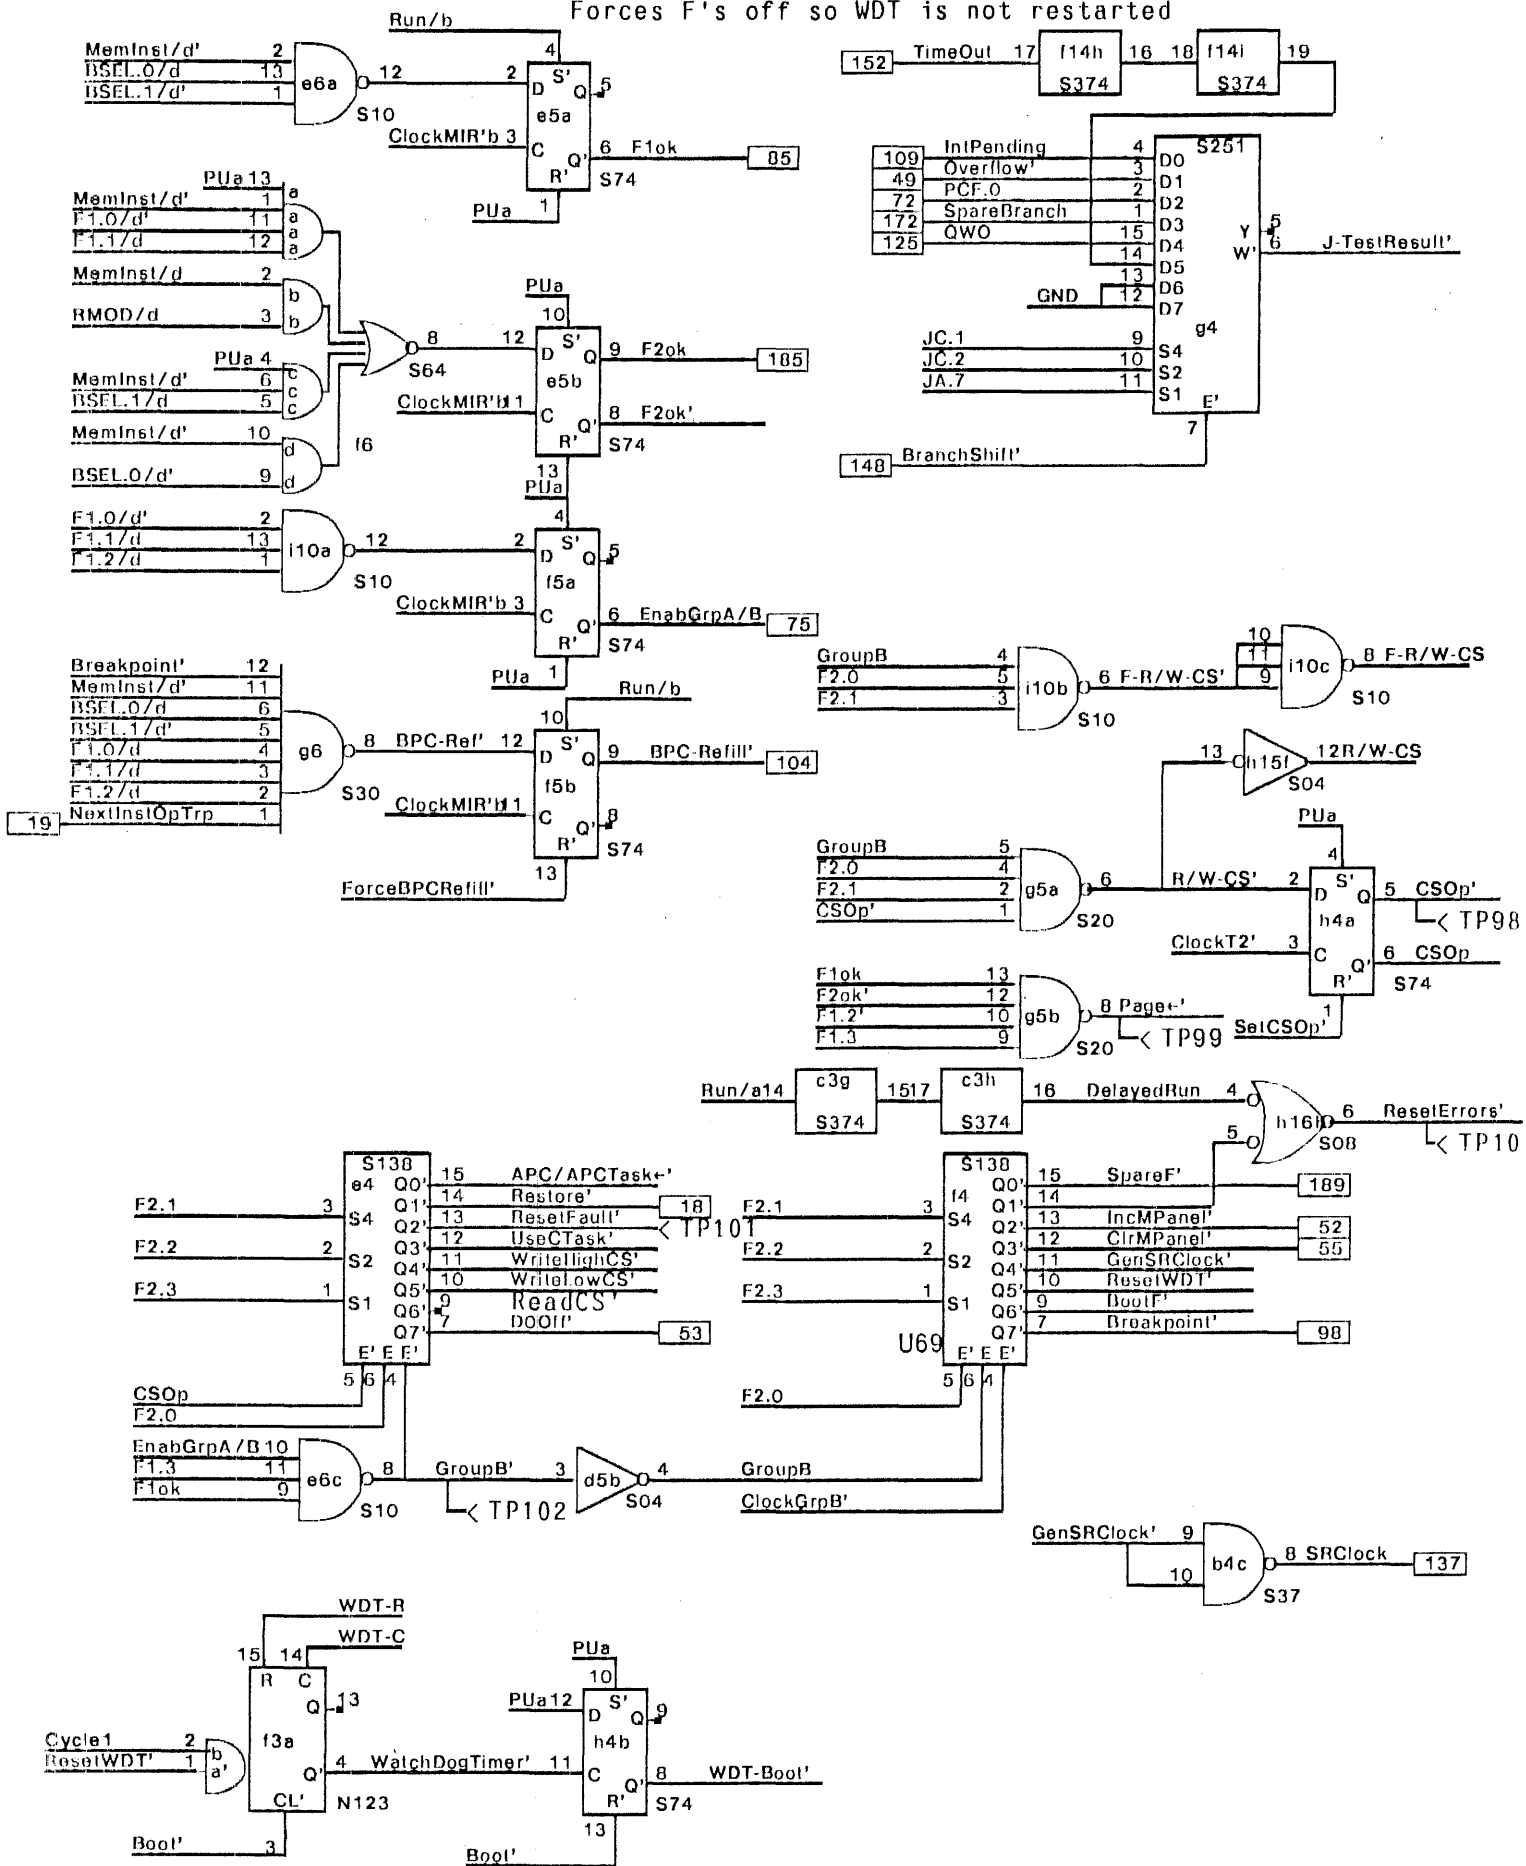 Forces F's off so WDT is not restarted
Run/b
MemInst/d' 2
BSEL.0/d 13
BSEL.1/d' 1
e6a
12
S10
4
2 D S' Q 5
e5a
ClockMIR'b 3 C
Q' 6 F1ok 85
R'
S74
PUa 1
152 TimeOut 17 f14h 16 18 f14i 19
S374 S374
S251
109 IntPending 4 D0
49 Overflow' 3 D1
72 PCF.0 2 D2
172 SpareBranch 1 D3
125 QWO 15 D4
14 D5
13 D6
GND 12 D7
Y 5
W' 6 J-TestResult'
g4
JC.1 9 S4
JC.2 10 S2
JA.7 11 S1
E'
7
148 BranchShift'
PUa 13 a
MemInst/d' 1 a
F1.0/d' 11 a
F1.1/d 12 a
MemInst/d 2 b
RMOD/d 3 b
PUa 4 c
MemInst/d' 6 c
BSEL.1/d 5 c
MemInst/d' 10 d
BSEL.0/d' 9 d
f6
8
S64
PUa
10
12 D S' Q 9 F2ok 185
e5b
ClockMIR'b 11 C
Q' 8 F2ok'
R'
S74
13
PUa
F1.0/d' 2
F1.1/d 13
F1.2/d 1
i10a
12
S10
4
2 D S' Q 5
f5a
ClockMIR'b 3 C
Q' 6 EnabGrpA/B 75
R'
S74
PUa 1
Breakpoint' 12
MemInst/d' 11
BSEL.0/d 6
BSEL.1/d' 5
F1.0/d 4
F1.1/d 3
F1.2/d 2
19 NextInstOpTrp 1
g6
8 BPC-Ref' 12
S30
Run/b
10
D S' Q 9 BPC-Refill' 104
f5b
ClockMIR'b 11 C
Q' 8
R'
S74
13
ForceBPCRefill'
GroupB 4
F2.0 5
F2.1 3
i10b
6 F-R/W-CS'
S10
10
11
9
i10c
8 F-R/W-CS
S10
13 h15f 12 R/W-CS
S04
GroupB 5
F2.0 4
F2.1 2
CSOp' 1
g5a
6 R/W-CS' 2
S20
PUa
4
D S' Q 5 CSOp'
TP98
h4a
ClockT2' 3 C
Q' 6 CSOp
R'
S74
1
SetCSOp'
F1ok 13
F2ok' 12
F1.2' 10
F1.3 9
g5b
8 Page←'
S20
TP99
Run/a 14 c3g 15 17 c3h 16 DelayedRun 4
S374 S374
5
h16b
6 ResetErrors'
S08
TP10
S138
e4
F2.1 3 S4
F2.2 2 S2
F2.3 1 S1
Q0' 15 APC/APCTask←'
Q1' 14 Restore' 18
Q2' 13 ResetFault' TP101
Q3' 12 UseCTask'
Q4' 11 WriteHighCS'
Q5' 10 WriteLowCS'
Q6' 9 ReadCS'
Q7' 7 DOOff' 53
E' E E'
5 6 4
CSOp
F2.0
S138
f4
F2.1 3 S4
F2.2 2 S2
F2.3 1 S1
Q0' 15 SpareF' 189
Q1' 14
Q2' 13 IncMPanel' 52
Q3' 12 ClrMPanel' 55
Q4' 11 GenSRClock'
Q5' 10 ResetWDT'
Q6' 9 BootF'
Q7' 7 Breakpoint' 98
U69
E' E E'
5 6 4
F2.0
EnabGrpA/B 10
F1.3 11
F1ok 9
e6c
8
S10
GroupB' 3
TP102
d5b
4 GroupB
S04
ClockGrpB'
GenSRClock' 9
10
b4c
8 SRClock 137
S37
WDT-R
WDT-C
15 14
R C
Q 13
f3a
Cycle1 2 b
ResetWDT' 1 a'
Q' 4 WatchDogTimer' 11
CL' N123
Boot' 3
PUa
10
PUa 12 D S' Q 9
h4b
C
Q' 8 WDT-Boot'
R' S74
13
Boot'